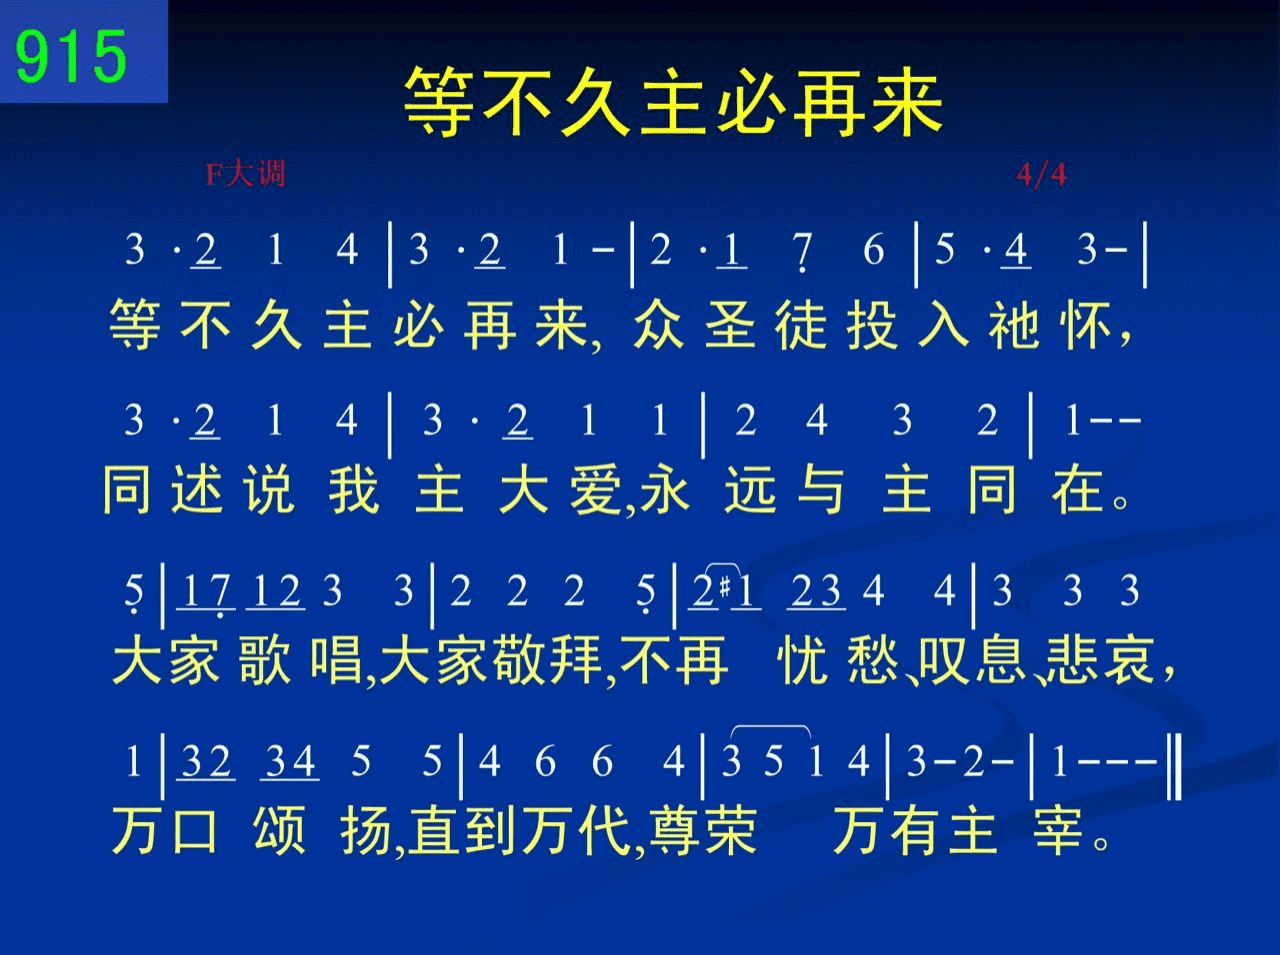 915
等不久主必再来
F大调 4/4
3 ·2 1 4 | 3 ·2 1 – | 2 ·1 7̣ 6 | 5 ·4 3– |
等不久主必再来,众圣徒投入祂怀，
3 ·2 1 4 | 3 · 2 1 1 | 2 4 3 2 | 1––
同述说我主大爱,永远与主同在。
5̣ | 17̣ 12 3 3 | 2 2 2 5̣ | 2#1 23 4 4 | 3 3 3
大家歌唱,大家敬拜,不再忧愁、叹息、悲哀，
1 | 32 34 5 5 | 4 6 6 4 | 3 5 1 4 | 3–2– | 1––– ‖
万口颂扬,直到万代,尊荣万有主宰。